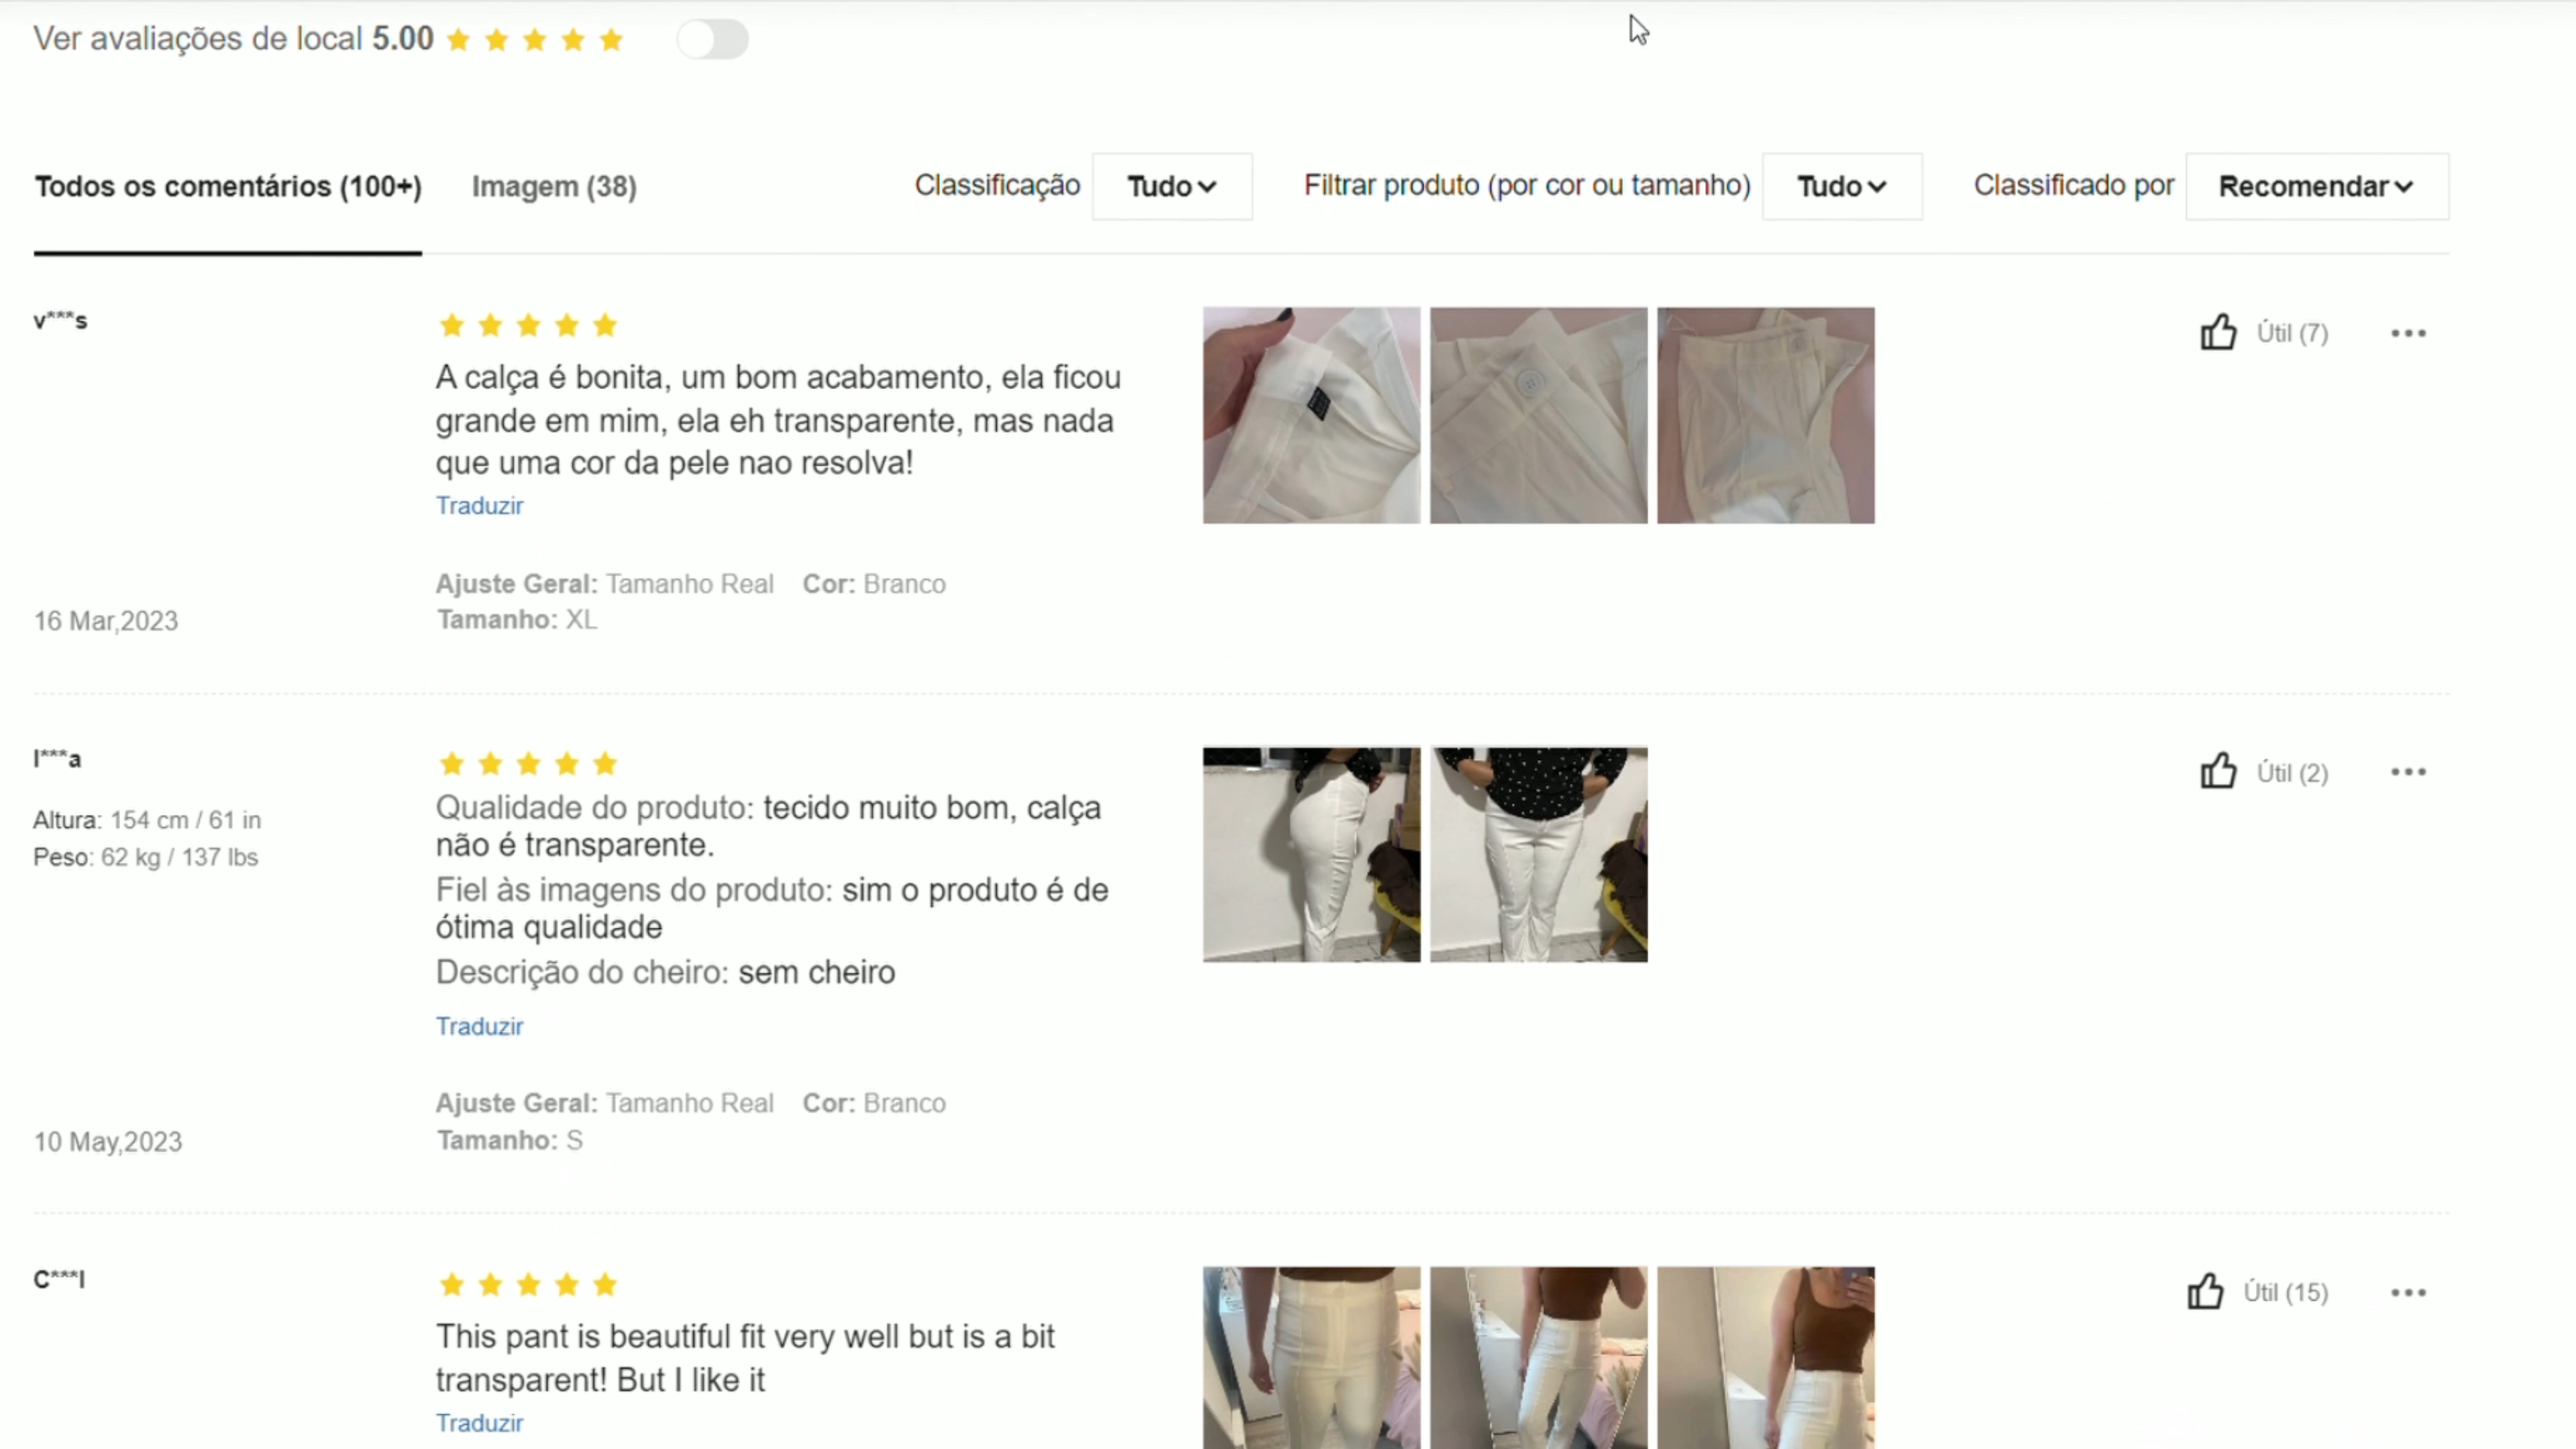 Ver avaliações de local 5.00
Todos os comentários (100+) Imagem (38) Classificação Tudo Filtrar produto (por cor ou tamanho) Tudo Classificado por Recomendar
v***s
A calça é bonita, um bom acabamento, ela ficou
grande em mim, ela eh transparente, mas nada
que uma cor da pele nao resolva!
Traduzir
Ajuste Geral: Tamanho Real Cor: Branco
Tamanho: XL
16 Mar,2023
Útil (7)
l***a
Altura: 154 cm / 61 in
Peso: 62 kg / 137 lbs
Qualidade do produto: tecido muito bom, calça
não é transparente.
Fiel às imagens do produto: sim o produto é de
ótima qualidade
Descrição do cheiro: sem cheiro
Traduzir
Ajuste Geral: Tamanho Real Cor: Branco
Tamanho: S
10 May,2023
Útil (2)
C***l
This pant is beautiful fit very well but is a bit
transparent! But I like it
Traduzir
Útil (15)